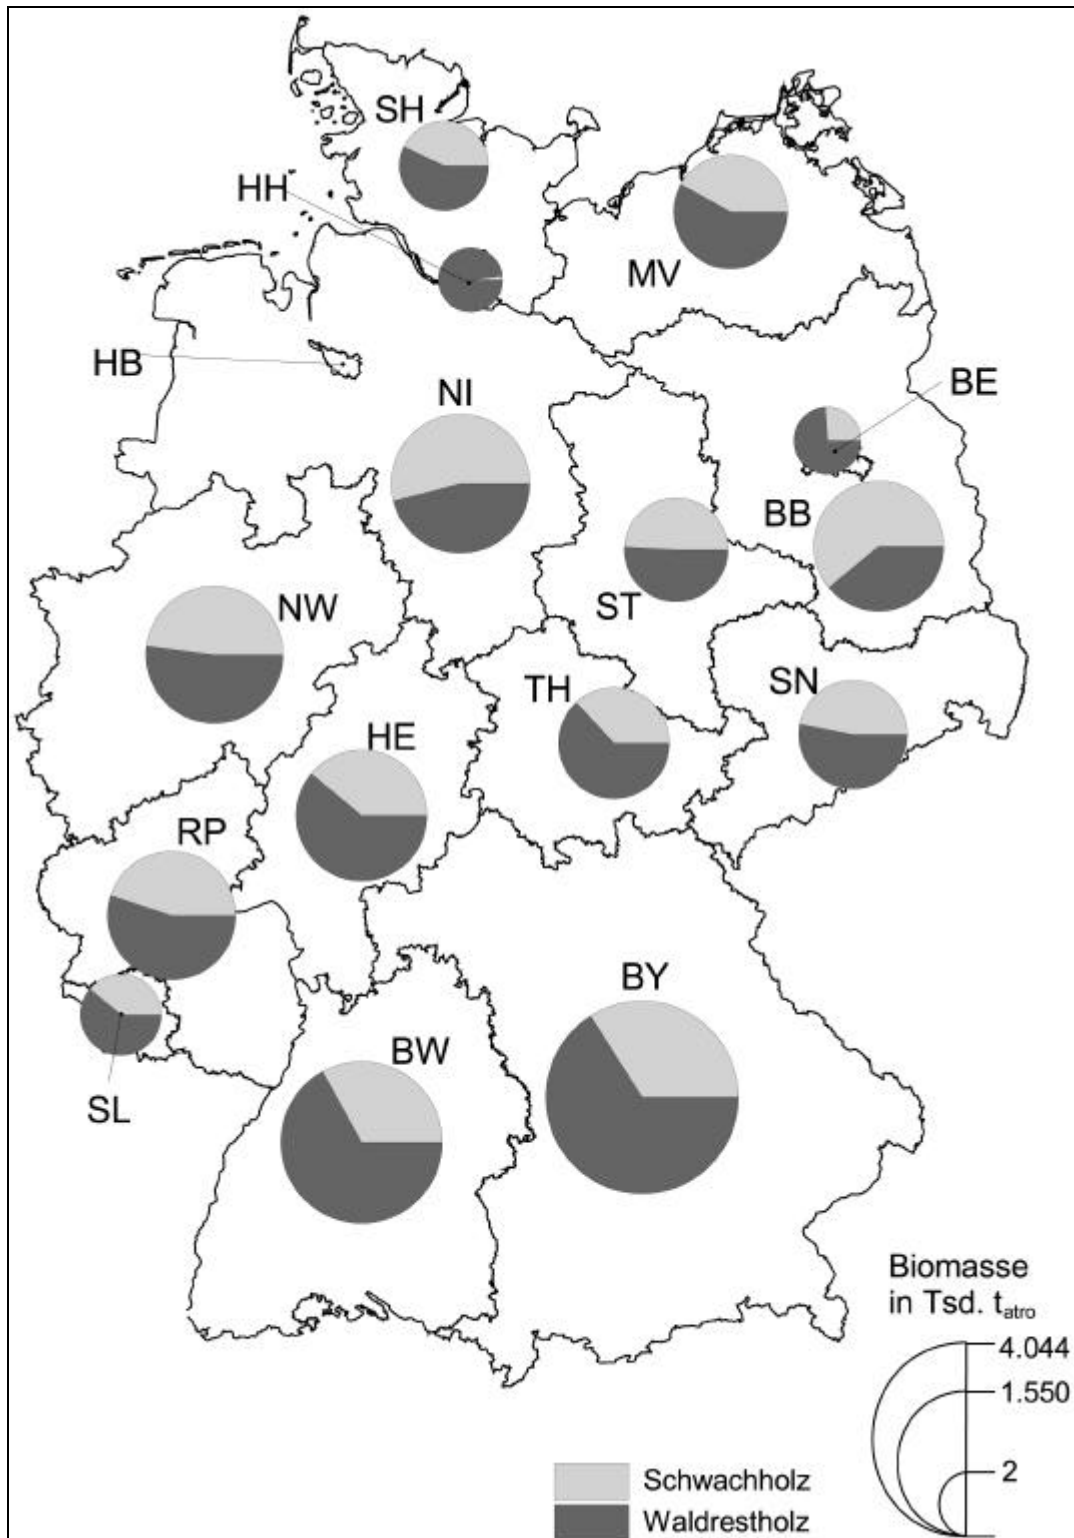 SH
HH
MV
HB
NI
BE
BB
NW
ST
TH
SN
HE
RP
BY
BW
SL
Biomasse
in Tsd. tatro
4.044
1.550
2
Schwachholz
Waldrestholz